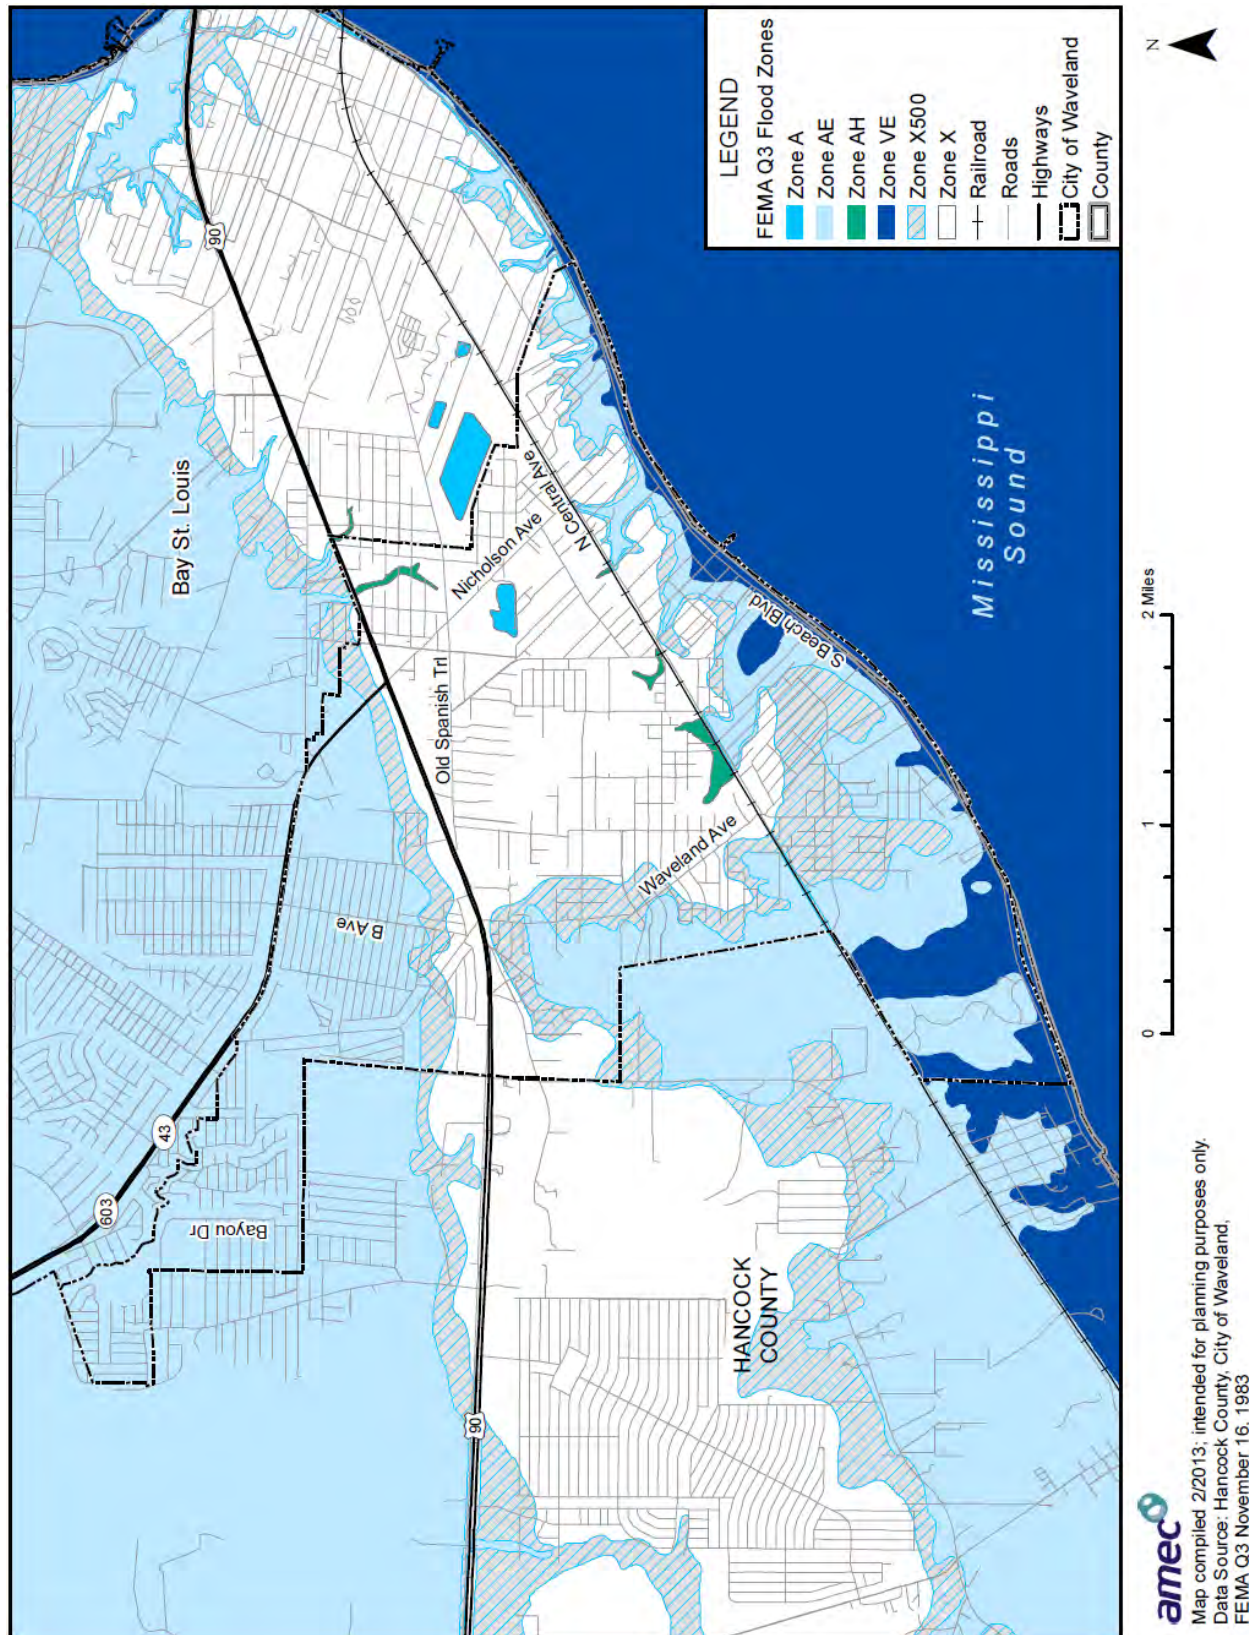 LEGEND
FEMA Q3 Flood Zones
Zone A
Zone AE
Zone AH
Zone VE
Zone X500
Zone X
Railroad
Roads
Highways
City of Waveland
County
N
Bay St. Louis
90
Nicholson Ave
N Central Ave
Old Spanish Trl
S Beach Blvd
Mississippi
Sound
Waveland Ave
B Ave
43
603
Bayou Dr
HANCOCK
COUNTY
90
0 1 2 Miles
amec
Map compiled 2/2013; intended for planning purposes only.
Data Source: Hancock County, City of Waveland,
FEMA Q3 November 16, 1983